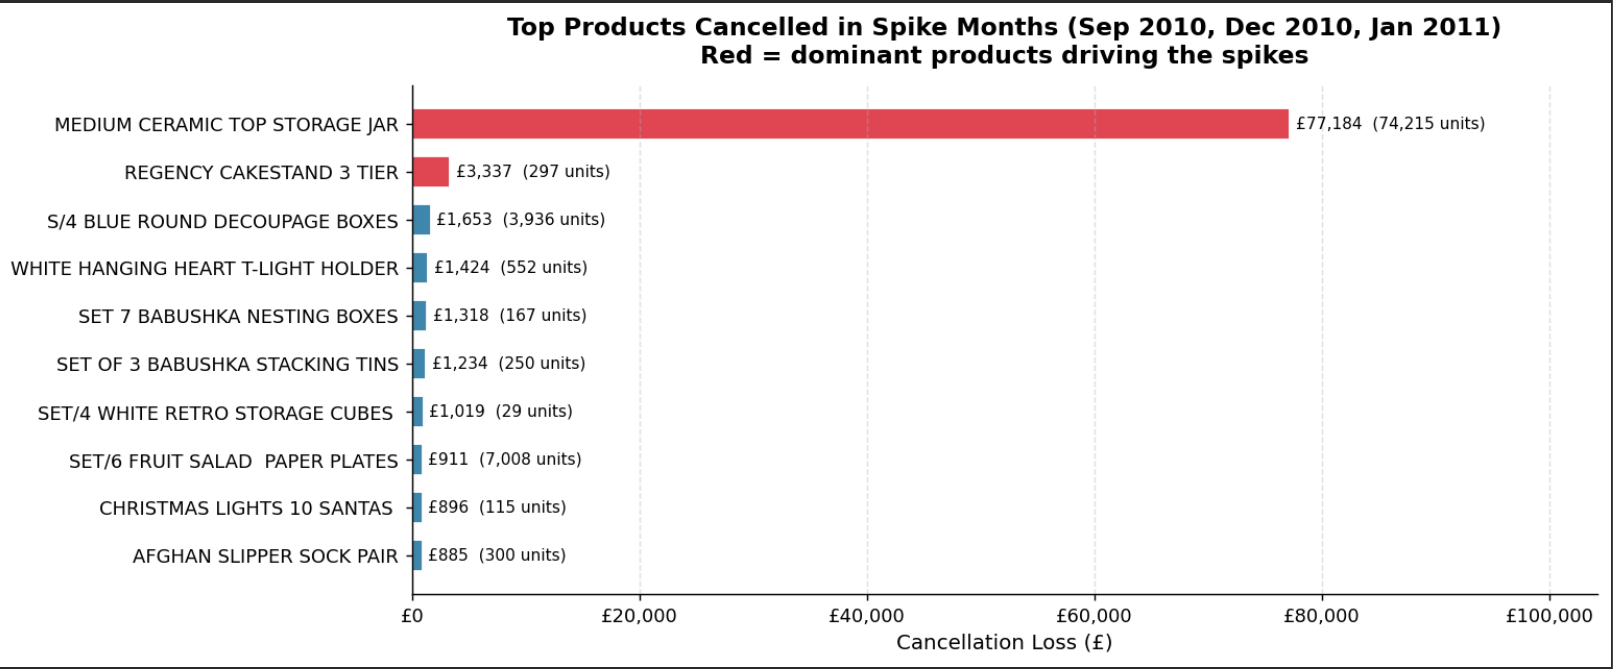 Top Products Cancelled in Spike Months (Sep 2010, Dec 2010, Jan 2011)
Red = dominant products driving the spikes
MEDIUM CERAMIC TOP STORAGE JAR £77,184 (74,215 units)
REGENCY CAKESTAND 3 TIER £3,337 (297 units)
S/4 BLUE ROUND DECOUPAGE BOXES £1,653 (3,936 units)
WHITE HANGING HEART T-LIGHT HOLDER £1,424 (552 units)
SET 7 BABUSHKA NESTING BOXES £1,318 (167 units)
SET OF 3 BABUSHKA STACKING TINS £1,234 (250 units)
SET/4 WHITE RETRO STORAGE CUBES £1,019 (29 units)
SET/6 FRUIT SALAD  PAPER PLATES £911 (7,008 units)
CHRISTMAS LIGHTS 10 SANTAS £896 (115 units)
AFGHAN SLIPPER SOCK PAIR £885 (300 units)
£0 £20,000 £40,000 £60,000 £80,000 £100,000
Cancellation Loss (£)